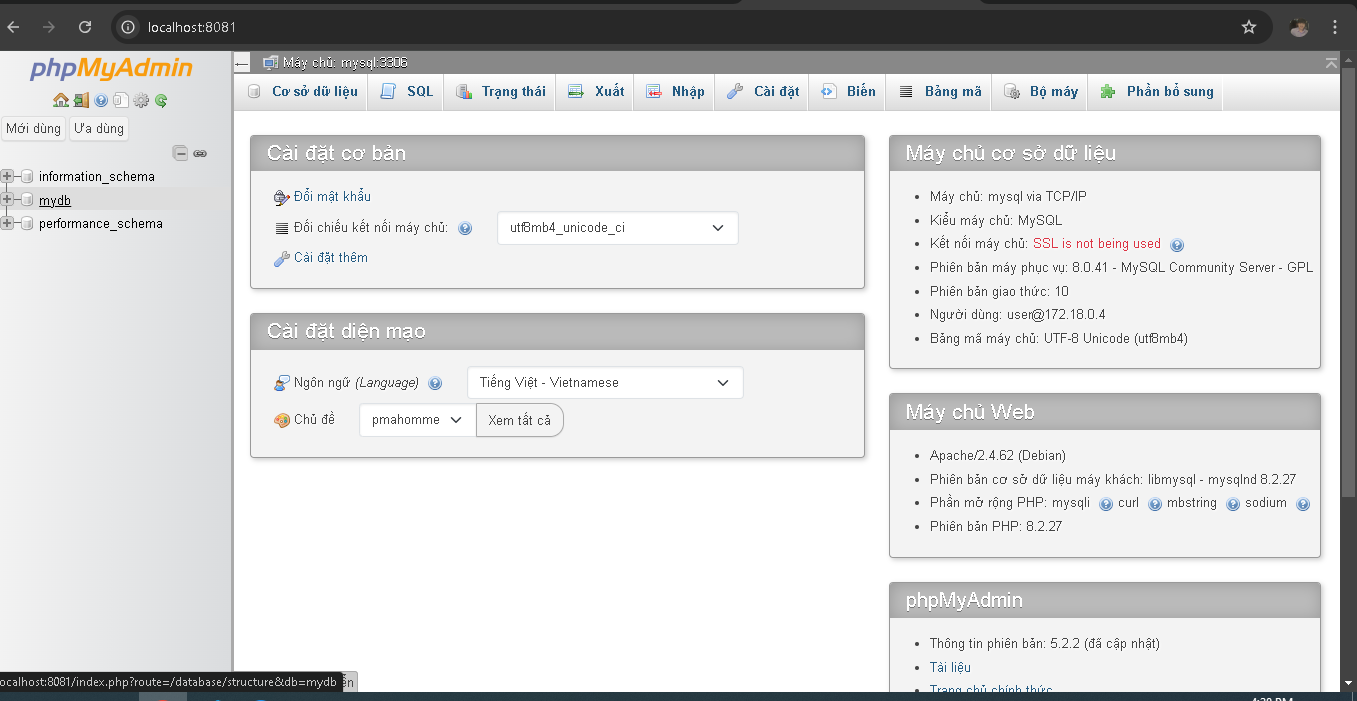 localhost:8081
phpMyAdmin
Mới dùng Ưa dùng
information_schema
mydb
performance_schema
Máy chủ: mysql:3306
Cơ sở dữ liệu SQL Trạng thái Xuất Nhập Cài đặt Biến Bảng mã Bộ máy Phần bổ sung
Cài đặt cơ bản
Đổi mật khẩu
Đối chiếu kết nối máy chủ: utf8mb4_unicode_ci
Cài đặt thêm
Cài đặt diện mạo
Ngôn ngữ (Language) Tiếng Việt - Vietnamese
Chủ đề pmahomme Xem tất cả
Máy chủ cơ sở dữ liệu
Máy chủ: mysql via TCP/IP
Kiểu máy chủ: MySQL
Kết nối máy chủ: SSL is not being used
Phiên bản máy phục vụ: 8.0.41 - MySQL Community Server - GPL
Phiên bản giao thức: 10
Người dùng: user@172.18.0.4
Bảng mã máy chủ: UTF-8 Unicode (utf8mb4)
Máy chủ Web
Apache/2.4.62 (Debian)
Phiên bản cơ sở dữ liệu máy khách: libmysql - mysqlnd 8.2.27
Phần mở rộng PHP: mysqli curl mbstring sodium
Phiên bản PHP: 8.2.27
phpMyAdmin
Thông tin phiên bản: 5.2.2 (đã cập nhật)
Tài liệu
Trang chủ chính thức
ocalhost:8081/index.php?route=/database/structure&db=mydb